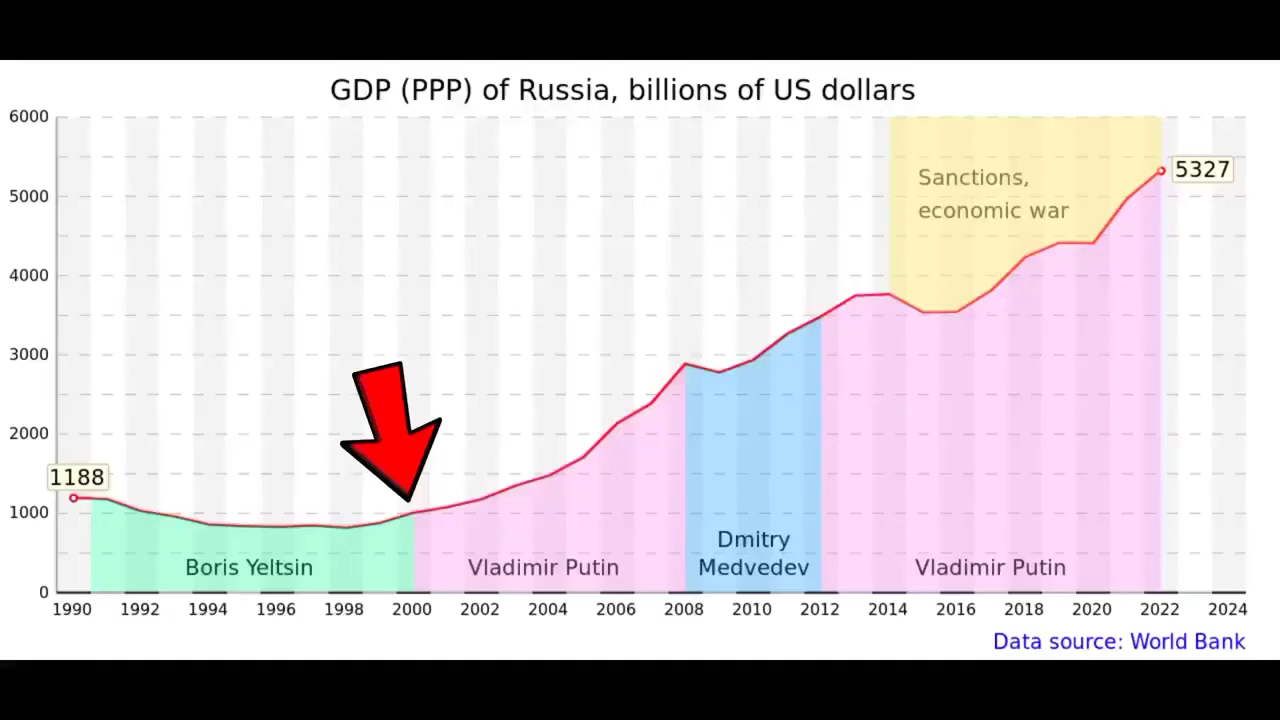 GDP (PPP) of Russia, billions of US dollars
6000
5000
4000
3000
2000
1000
0
Sanctions,
economic war
5327
1188
Boris Yeltsin
Vladimir Putin
Dmitry
Medvedev
Vladimir Putin
1990 1992 1994 1996 1998 2000 2002 2004 2006 2008 2010 2012 2014 2016 2018 2020 2022 2024
Data source: World Bank